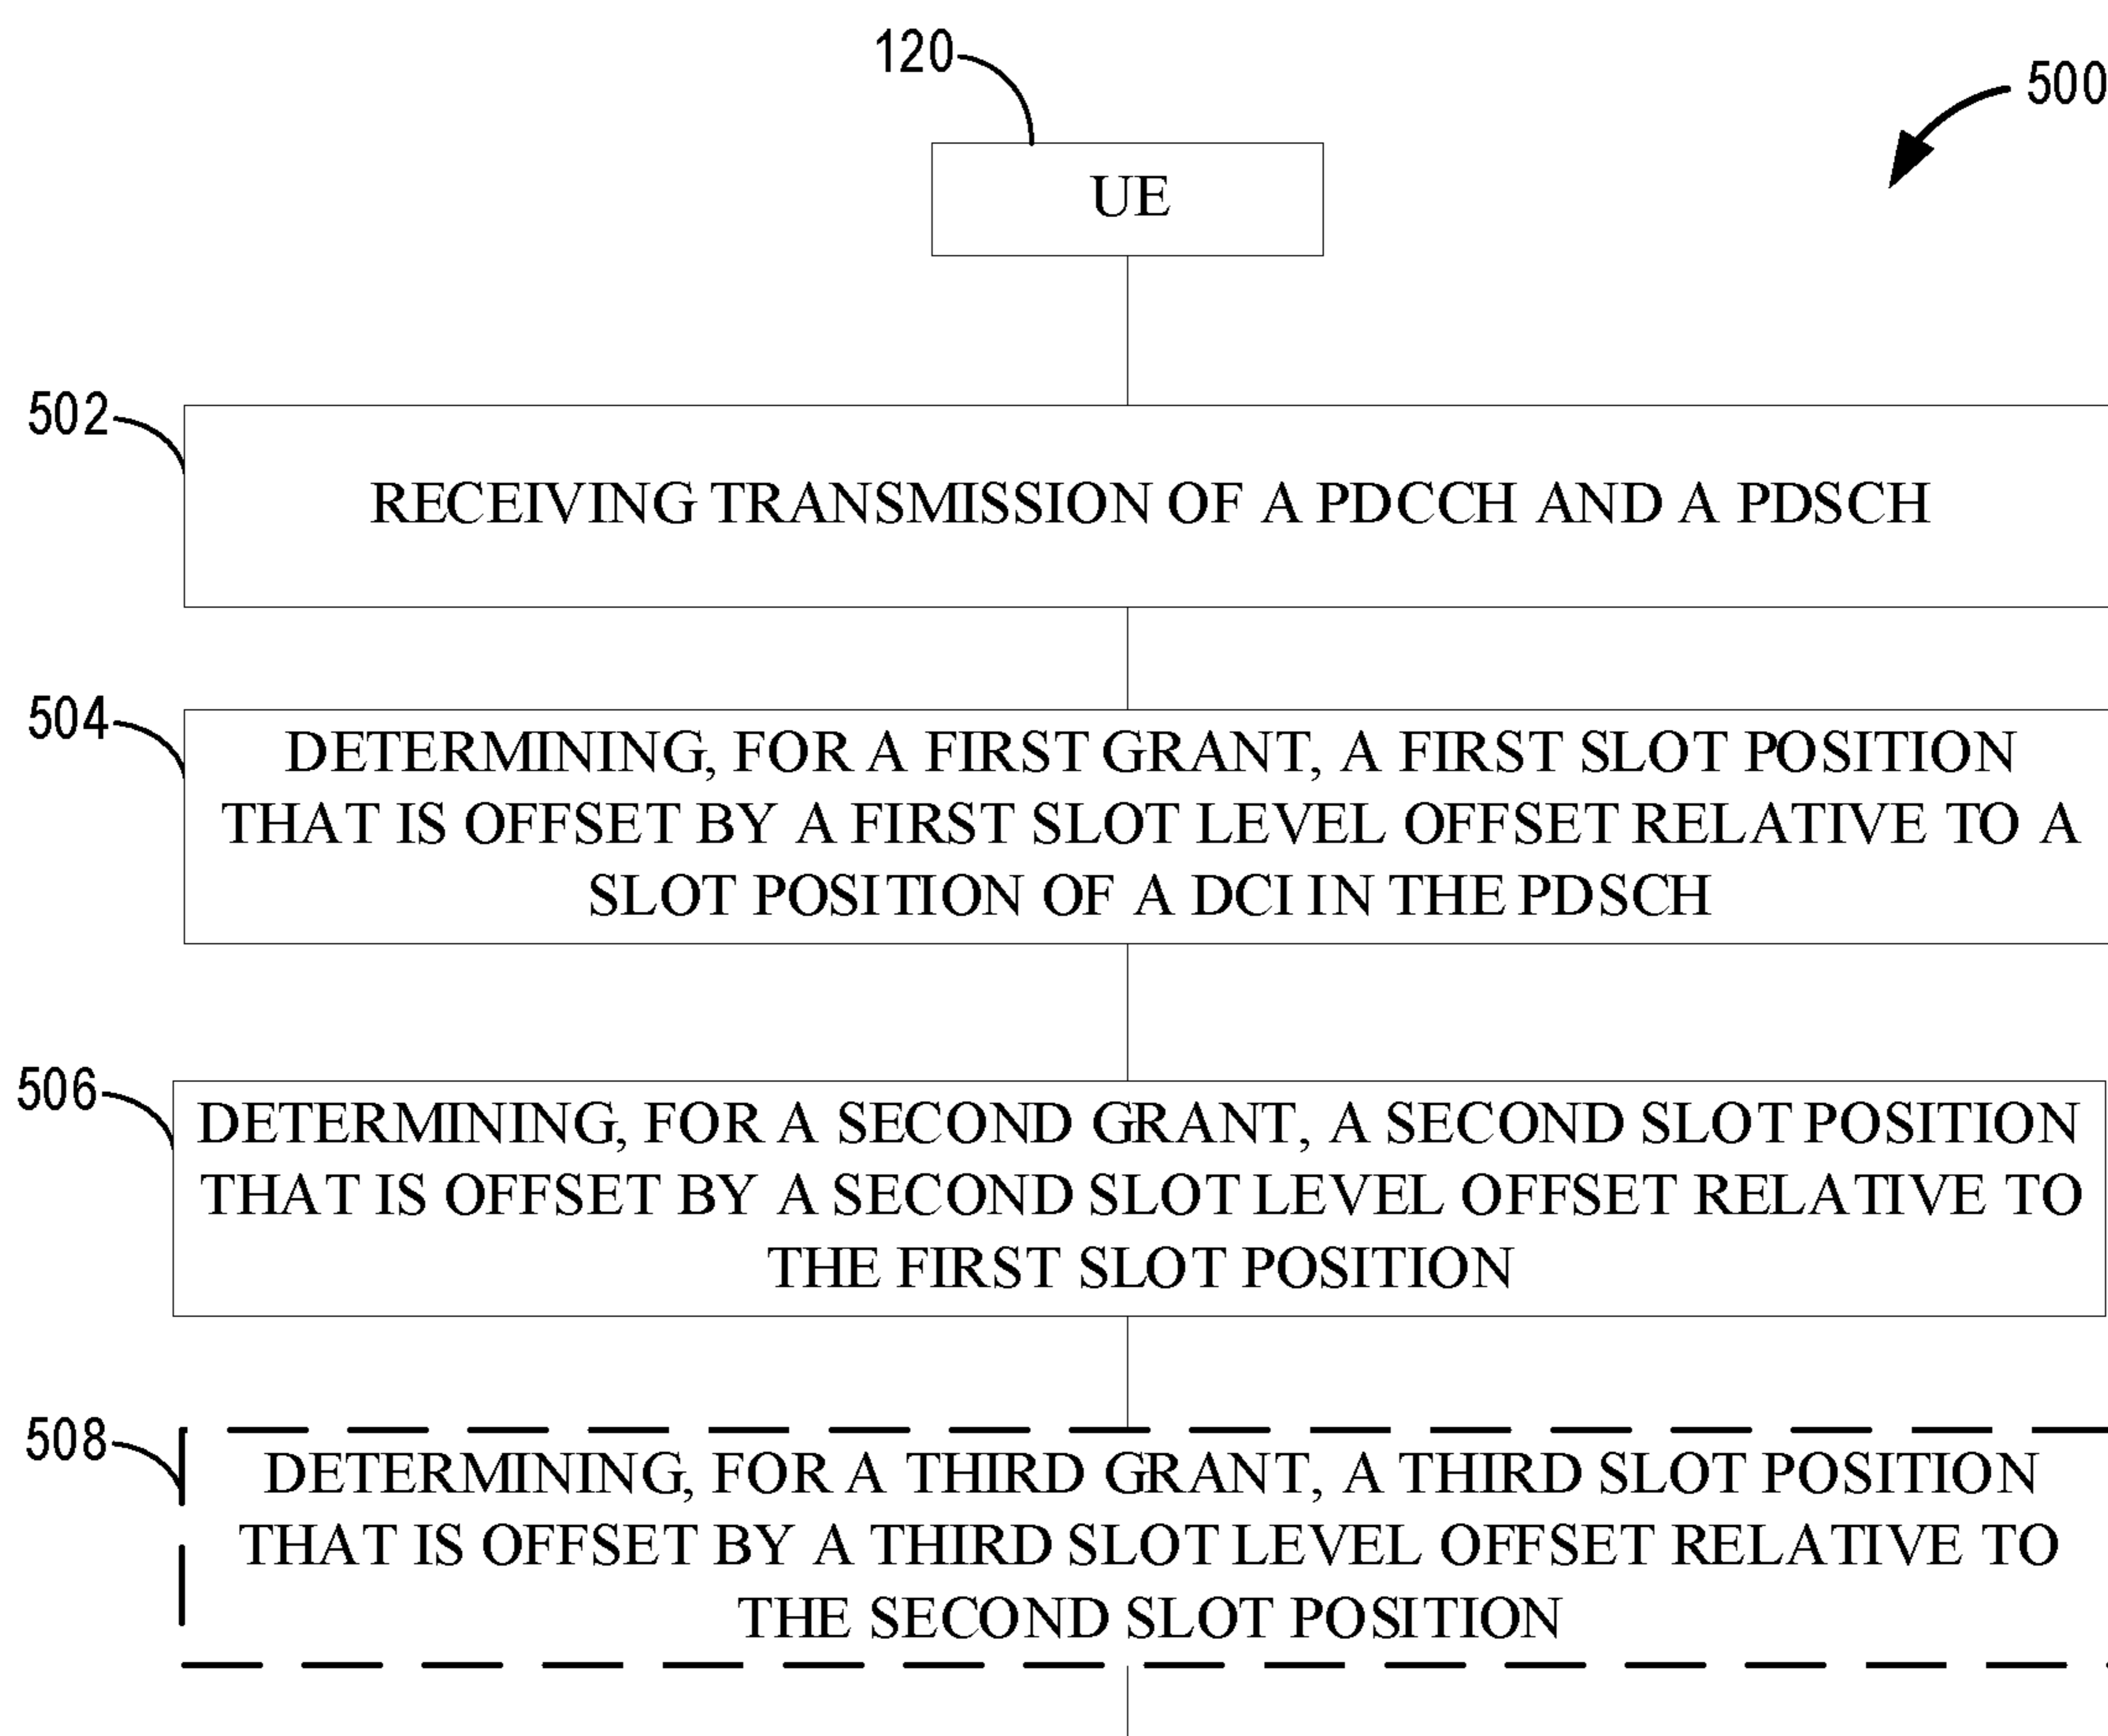 120
500
UE
502
RECEIVING TRANSMISSION OF A PDCCH AND A PDSCH
504
DETERMINING, FOR A FIRST GRANT, A FIRST SLOT POSITION
THAT IS OFFSET BY A FIRST SLOT LEVEL OFFSET RELATIVE TO A
SLOT POSITION OF A DCI IN THE PDSCH
506
DETERMINING, FOR A SECOND GRANT, A SECOND SLOT POSITION
THAT IS OFFSET BY A SECOND SLOT LEVEL OFFSET RELATIVE TO
THE FIRST SLOT POSITION
508
DETERMINING, FOR A THIRD GRANT, A THIRD SLOT POSITION
THAT IS OFFSET BY A THIRD SLOT LEVEL OFFSET RELATIVE TO
THE SECOND SLOT POSITION